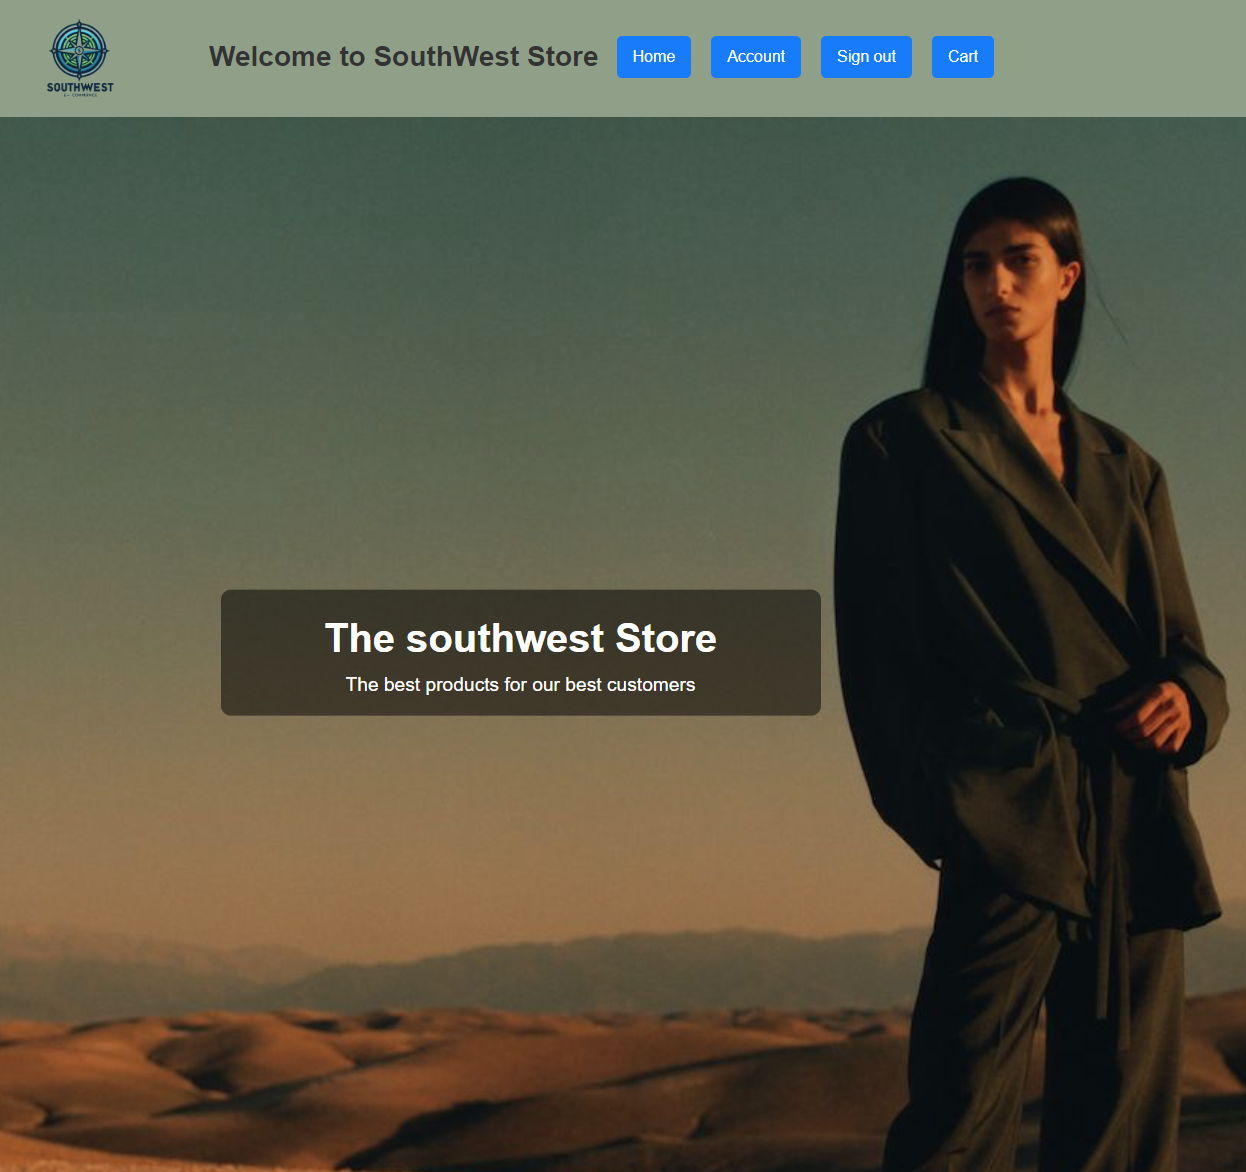 SOUTHWEST
E- COMMERCE
Welcome to SouthWest Store
Home
Account
Sign out
Cart
The southwest Store
The best products for our best customers